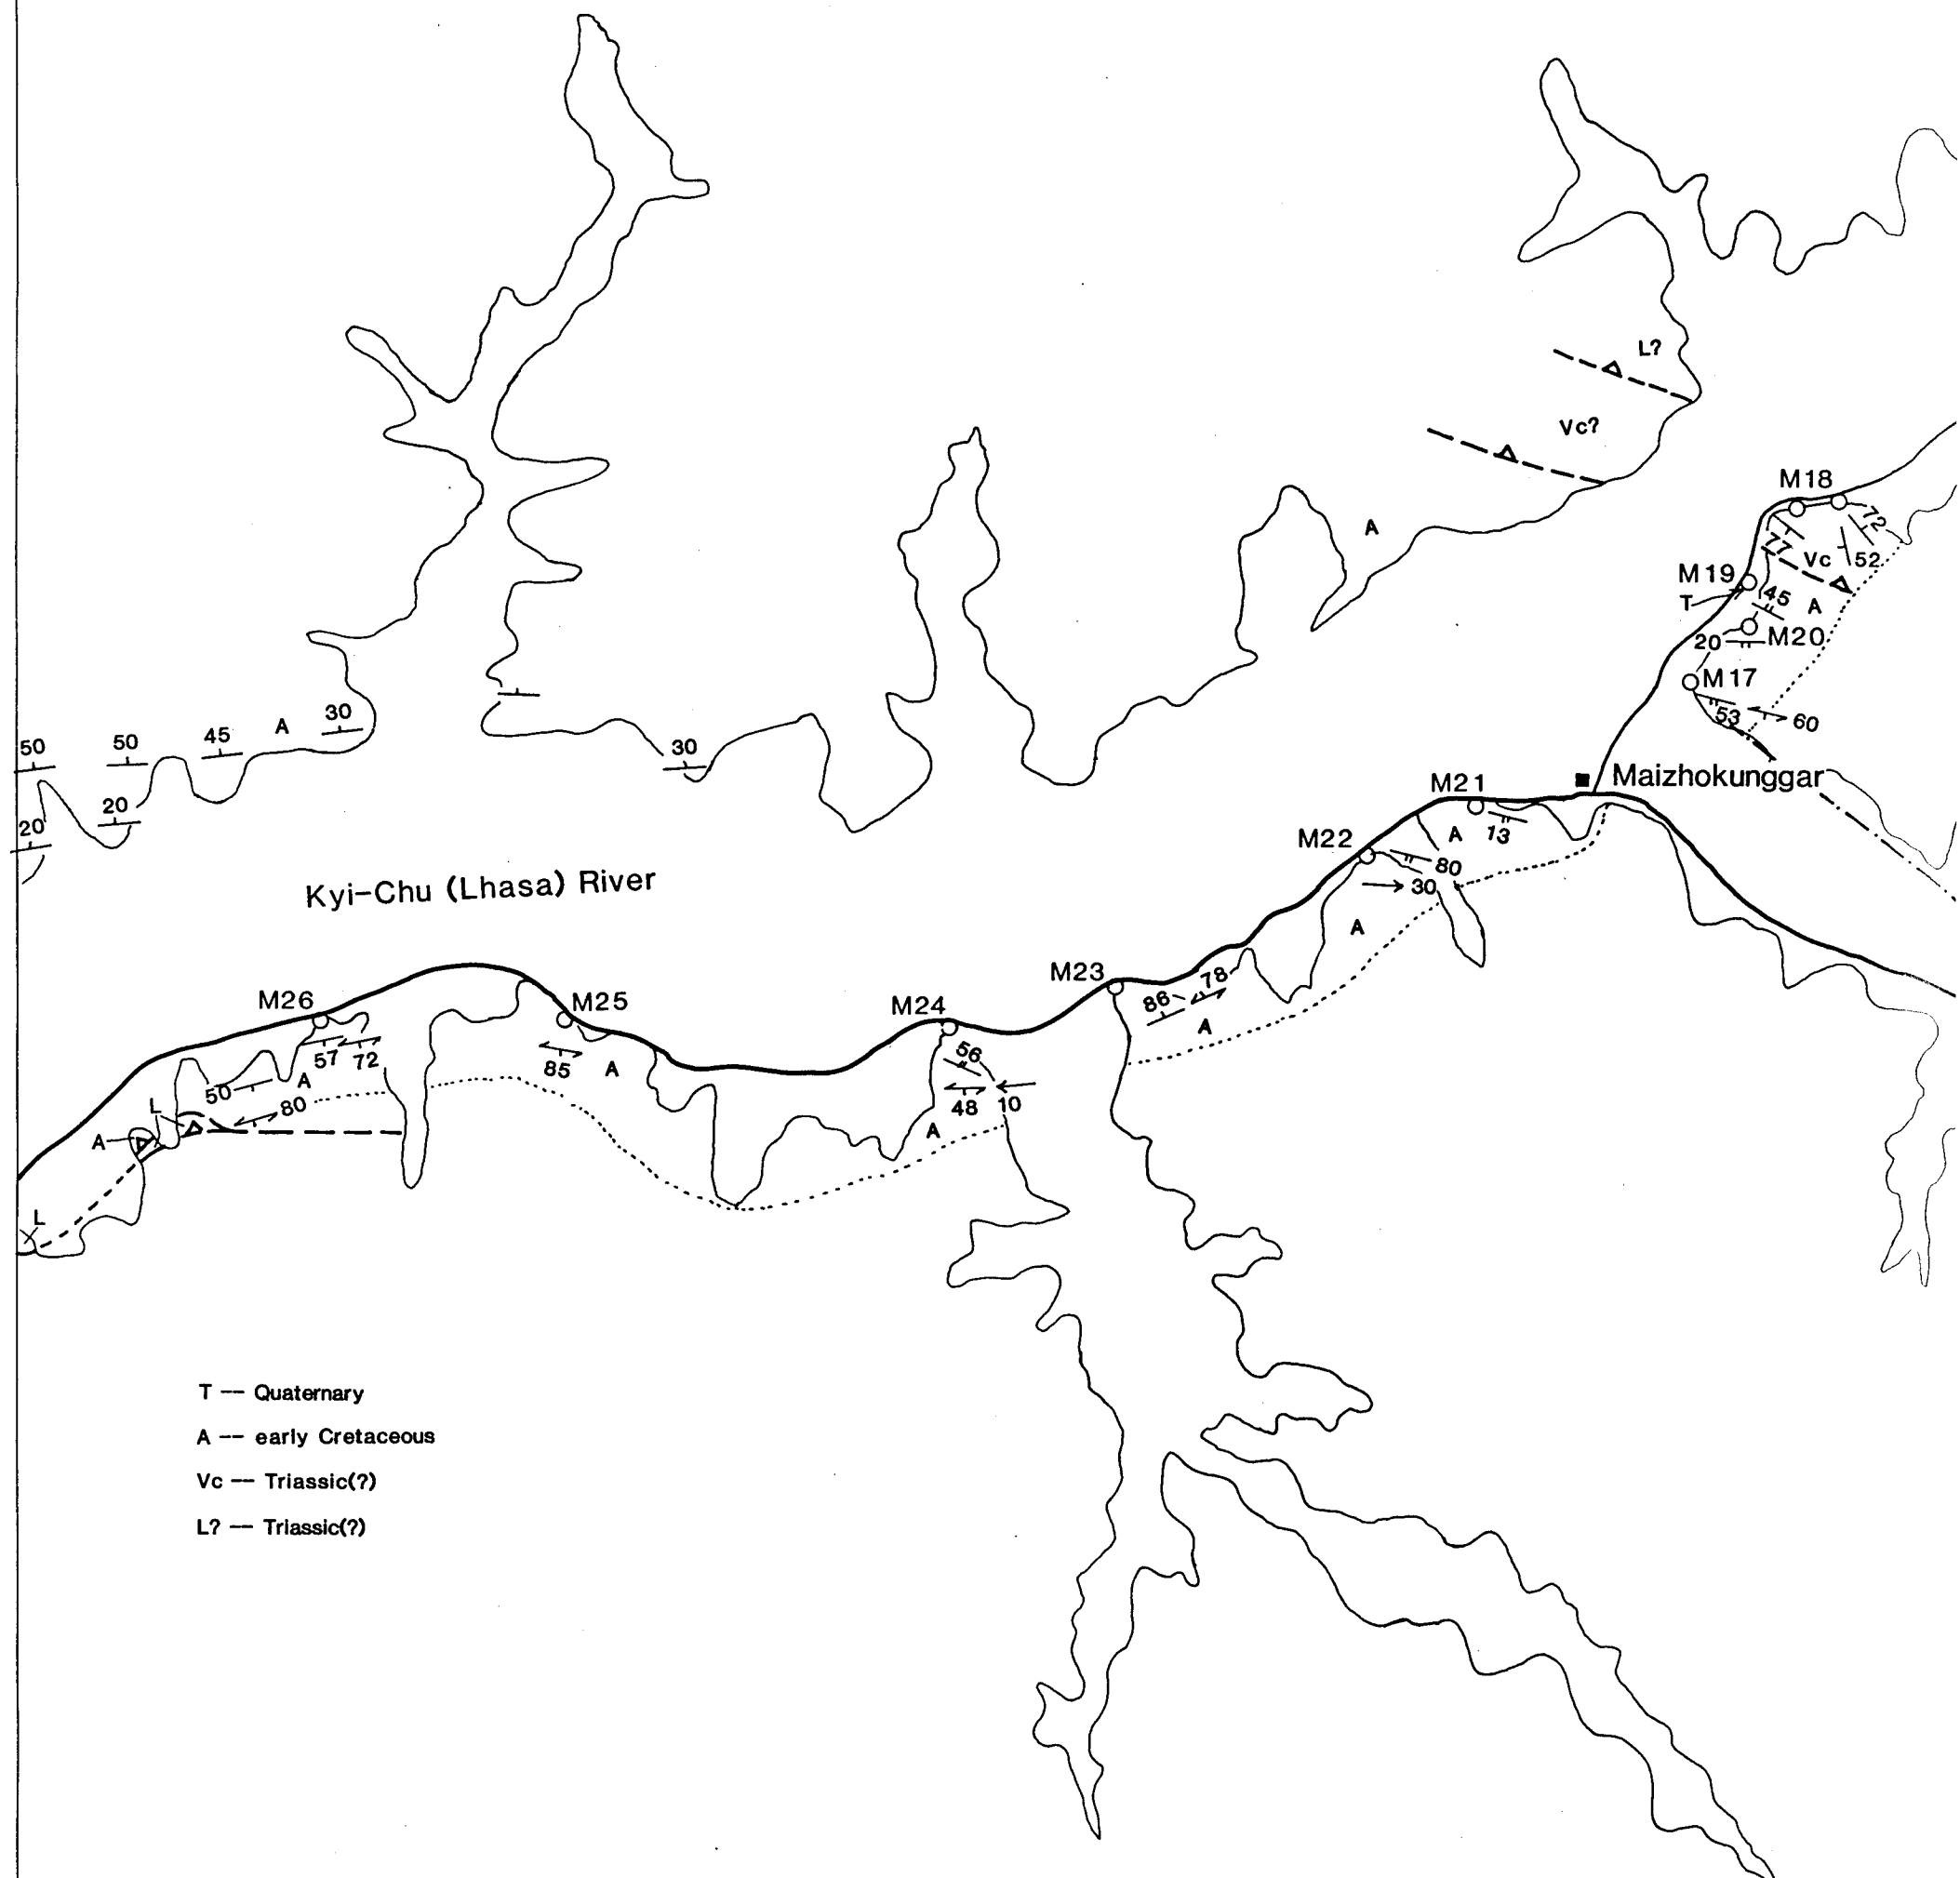 L?
Vc?
M18
A
72
77
Vc
52
M19
T
45
A
20
M20
M17
30
53
60
50
50
45
A
30
20
20
Maizhokunggar
M21
A
13
M22
80
30
Kyi-Chu (Lhasa) River
A
M23
78
86
A
M26
M25
M24
57
72
56
85
A
50
A
80
48
10
L
A
A
L
T -- Quaternary
A -- early Cretaceous
Vc -- Triassic(?)
L? -- Triassic(?)